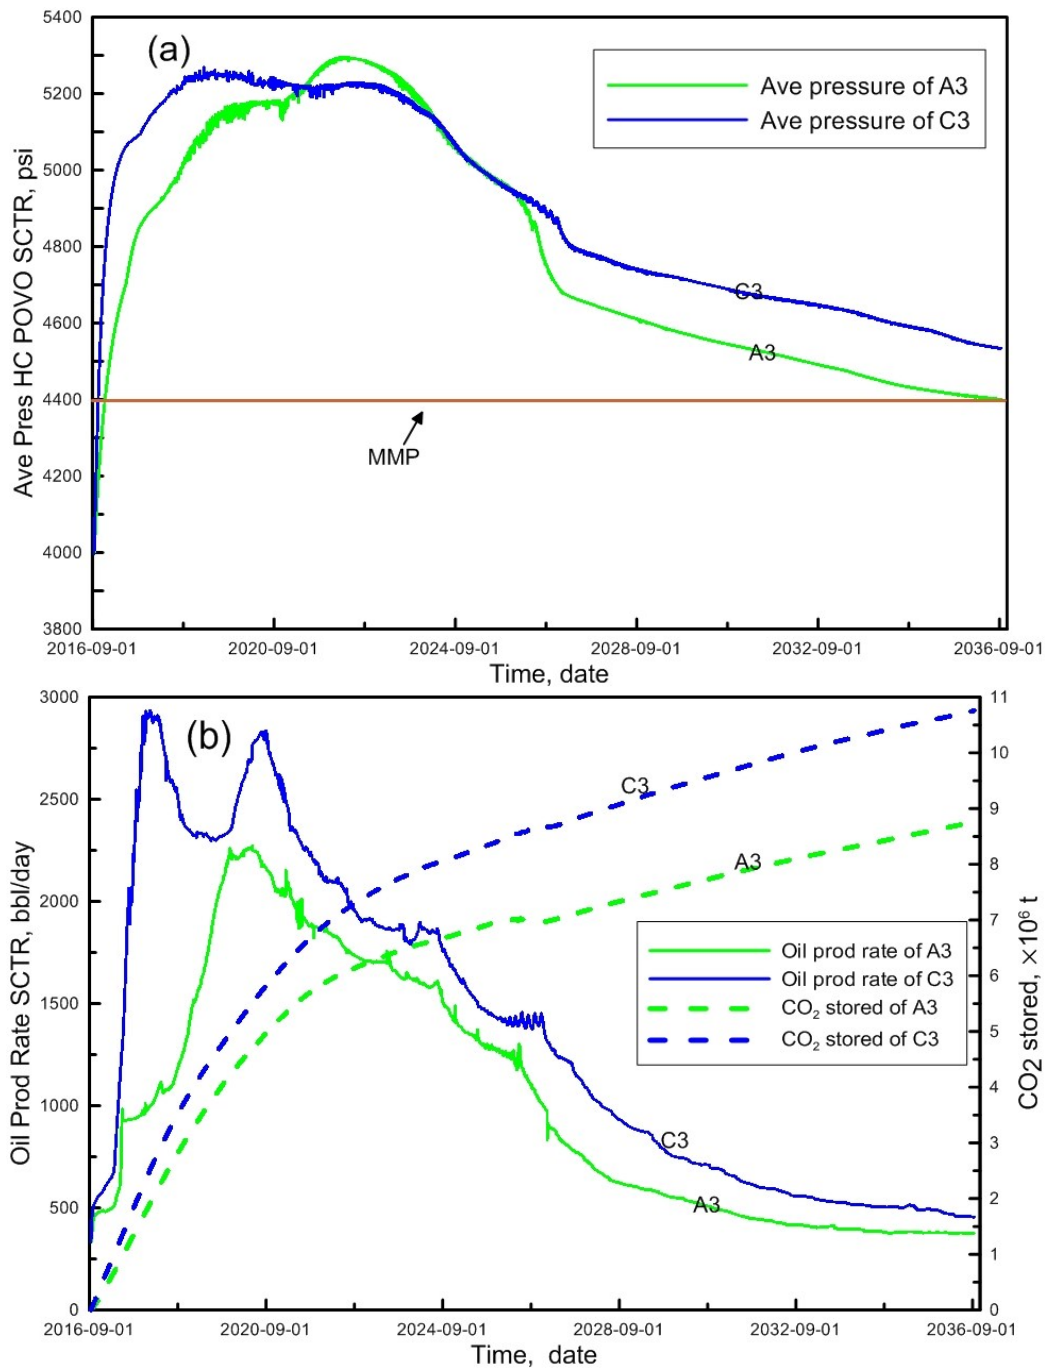 (a)
5400
5200
5000
4800
4600
4400
4200
4000
3800
Ave Pres HC POVO SCTR, psi
Ave pressure of A3
Ave pressure of C3
C3
A3
MMP
2016-09-01 2020-09-01 2024-09-01 2028-09-01 2032-09-01 2036-09-01
Time, date
(b)
3000
2500
2000
1500
1000
500
0
Oil Prod Rate SCTR, bbl/day
11
10
9
8
7
6
5
4
3
2
1
0
CO2 stored, ×10⁶ t
C3
A3
Oil prod rate of A3
Oil prod rate of C3
CO₂ stored of A3
CO₂ stored of C3
C3
A3
2016-09-01 2020-09-01 2024-09-01 2028-09-01 2032-09-01 2036-09-01
Time, date